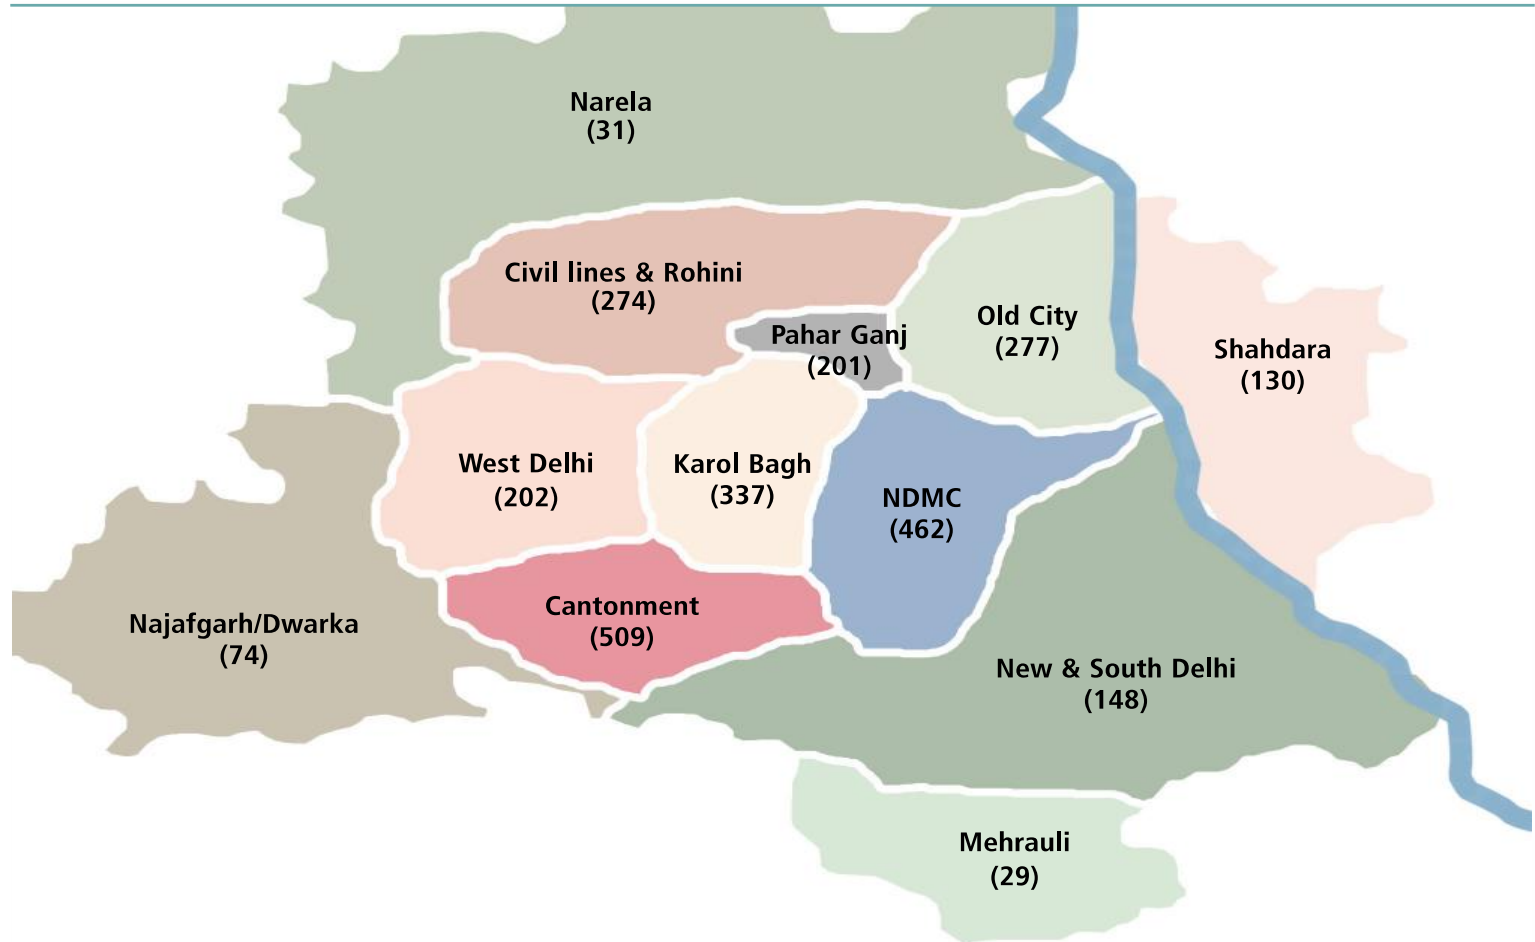 Narela
(31)
Civil lines & Rohini
(274)
Pahar Ganj
(201)
Old City
(277)
Shahdara
(130)
West Delhi
(202)
Karol Bagh
(337)
NDMC
(462)
Najafgarh/Dwarka
(74)
Cantonment
(509)
New & South Delhi
(148)
Mehrauli
(29)